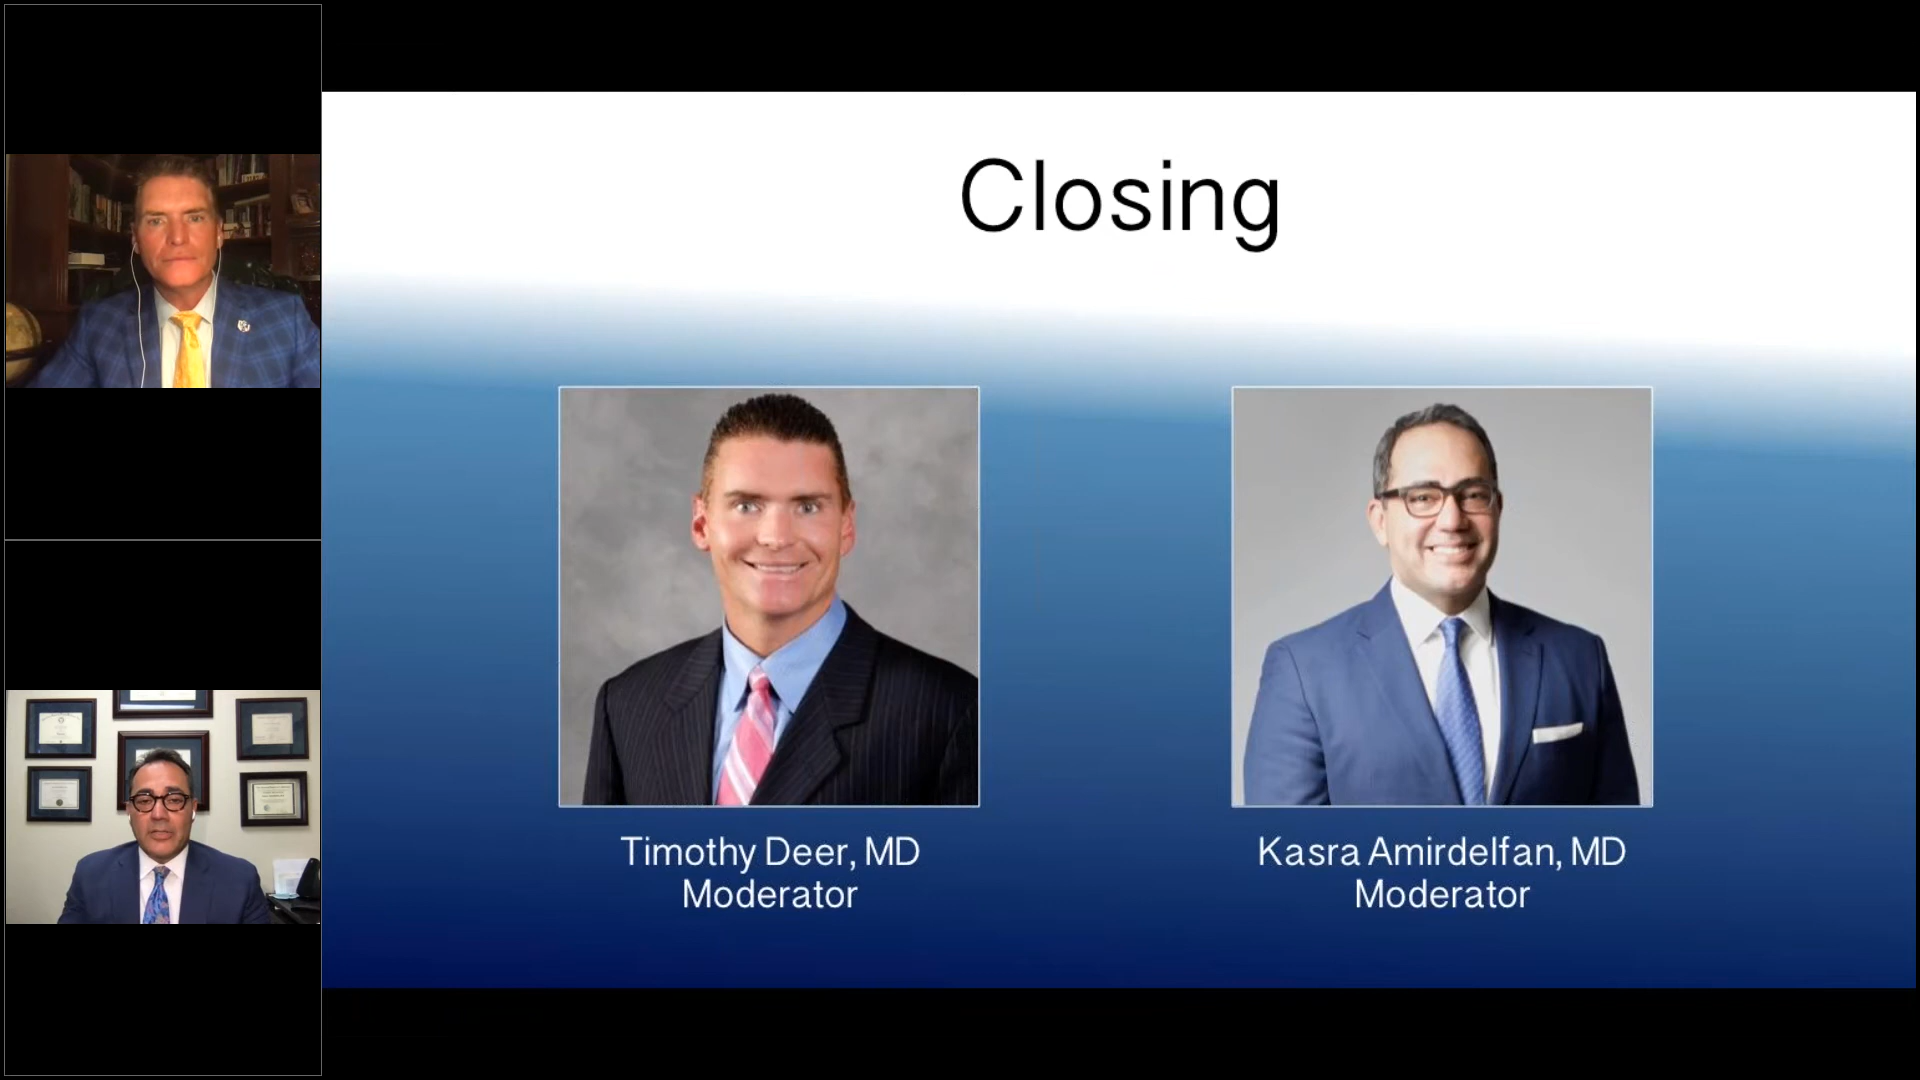 Closing
Timothy Deer, MD
Moderator
Kasra Amirdelfan, MD
Moderator